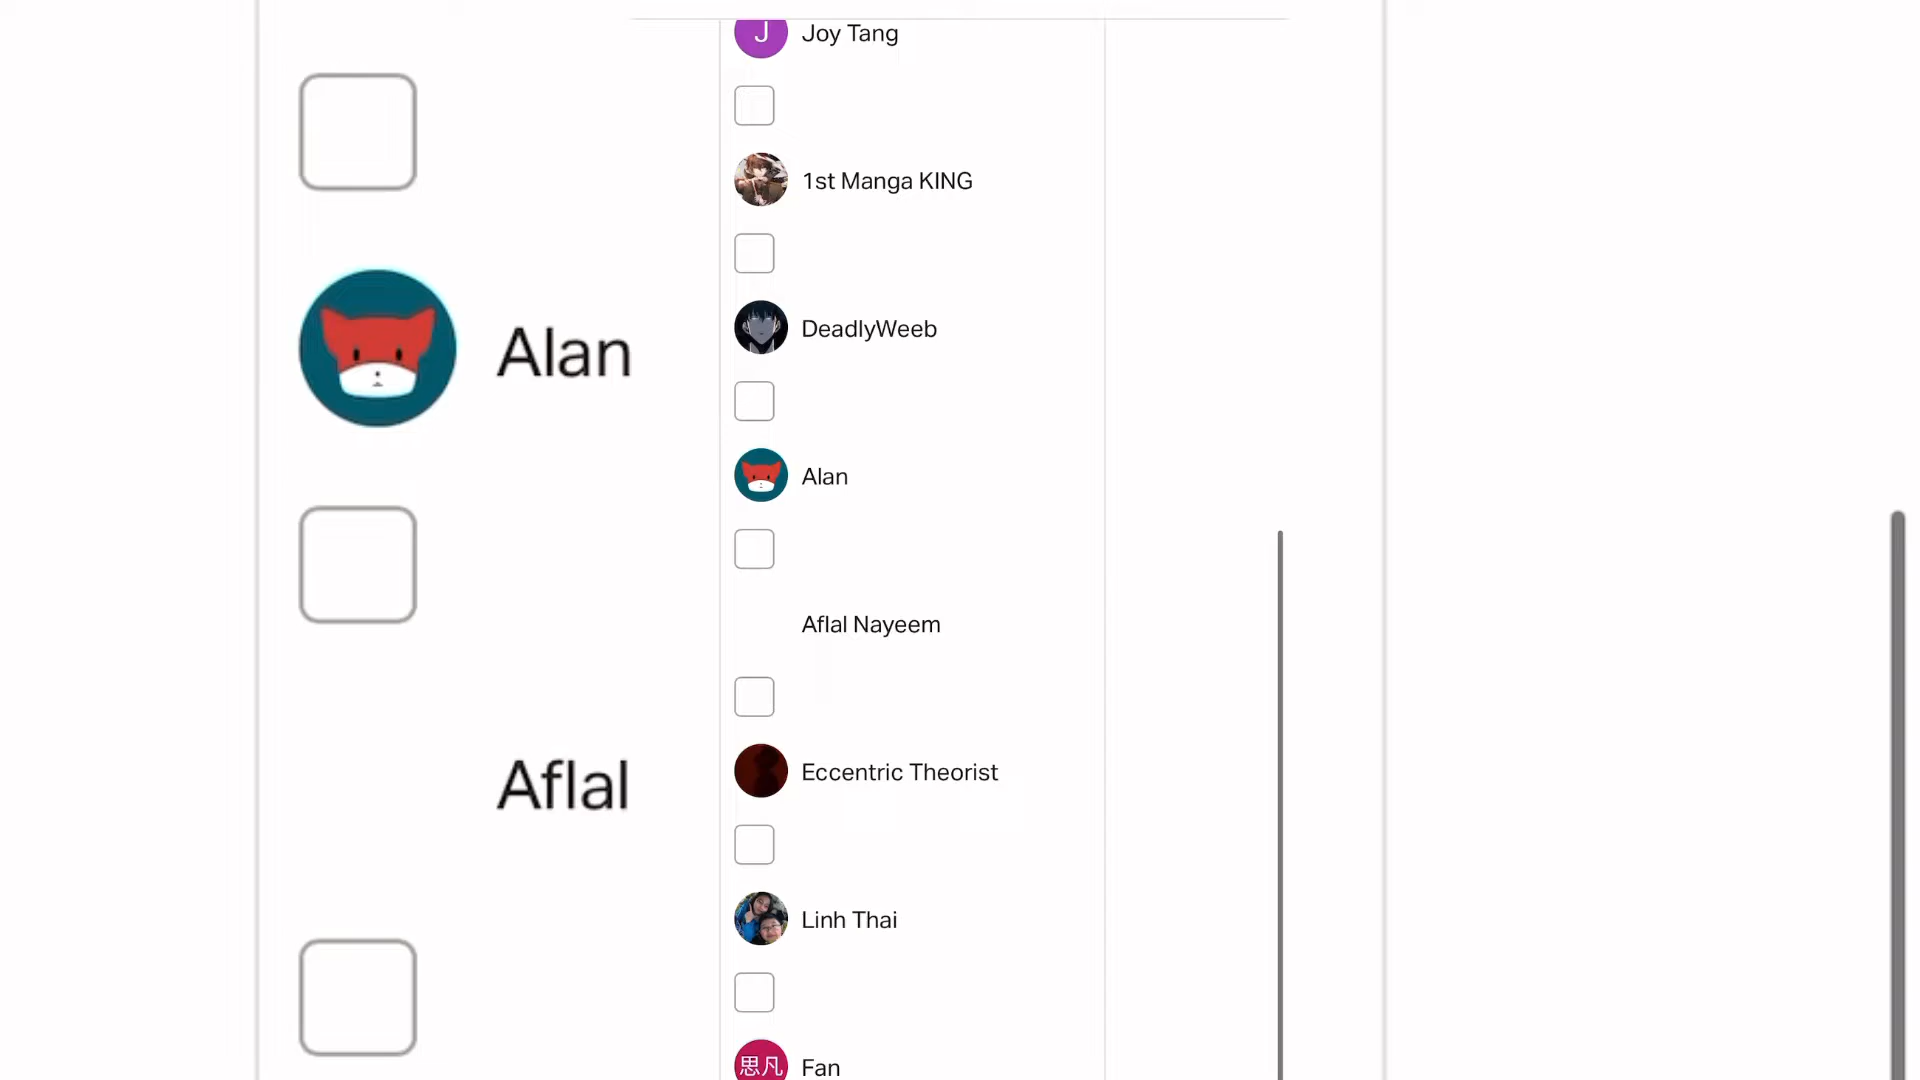 J Joy Tang
1st Manga KING
DeadlyWeeb
Alan
Alan
Aflal Nayeem
Aflal
Eccentric Theorist
Linh Thai
思凡 Fan